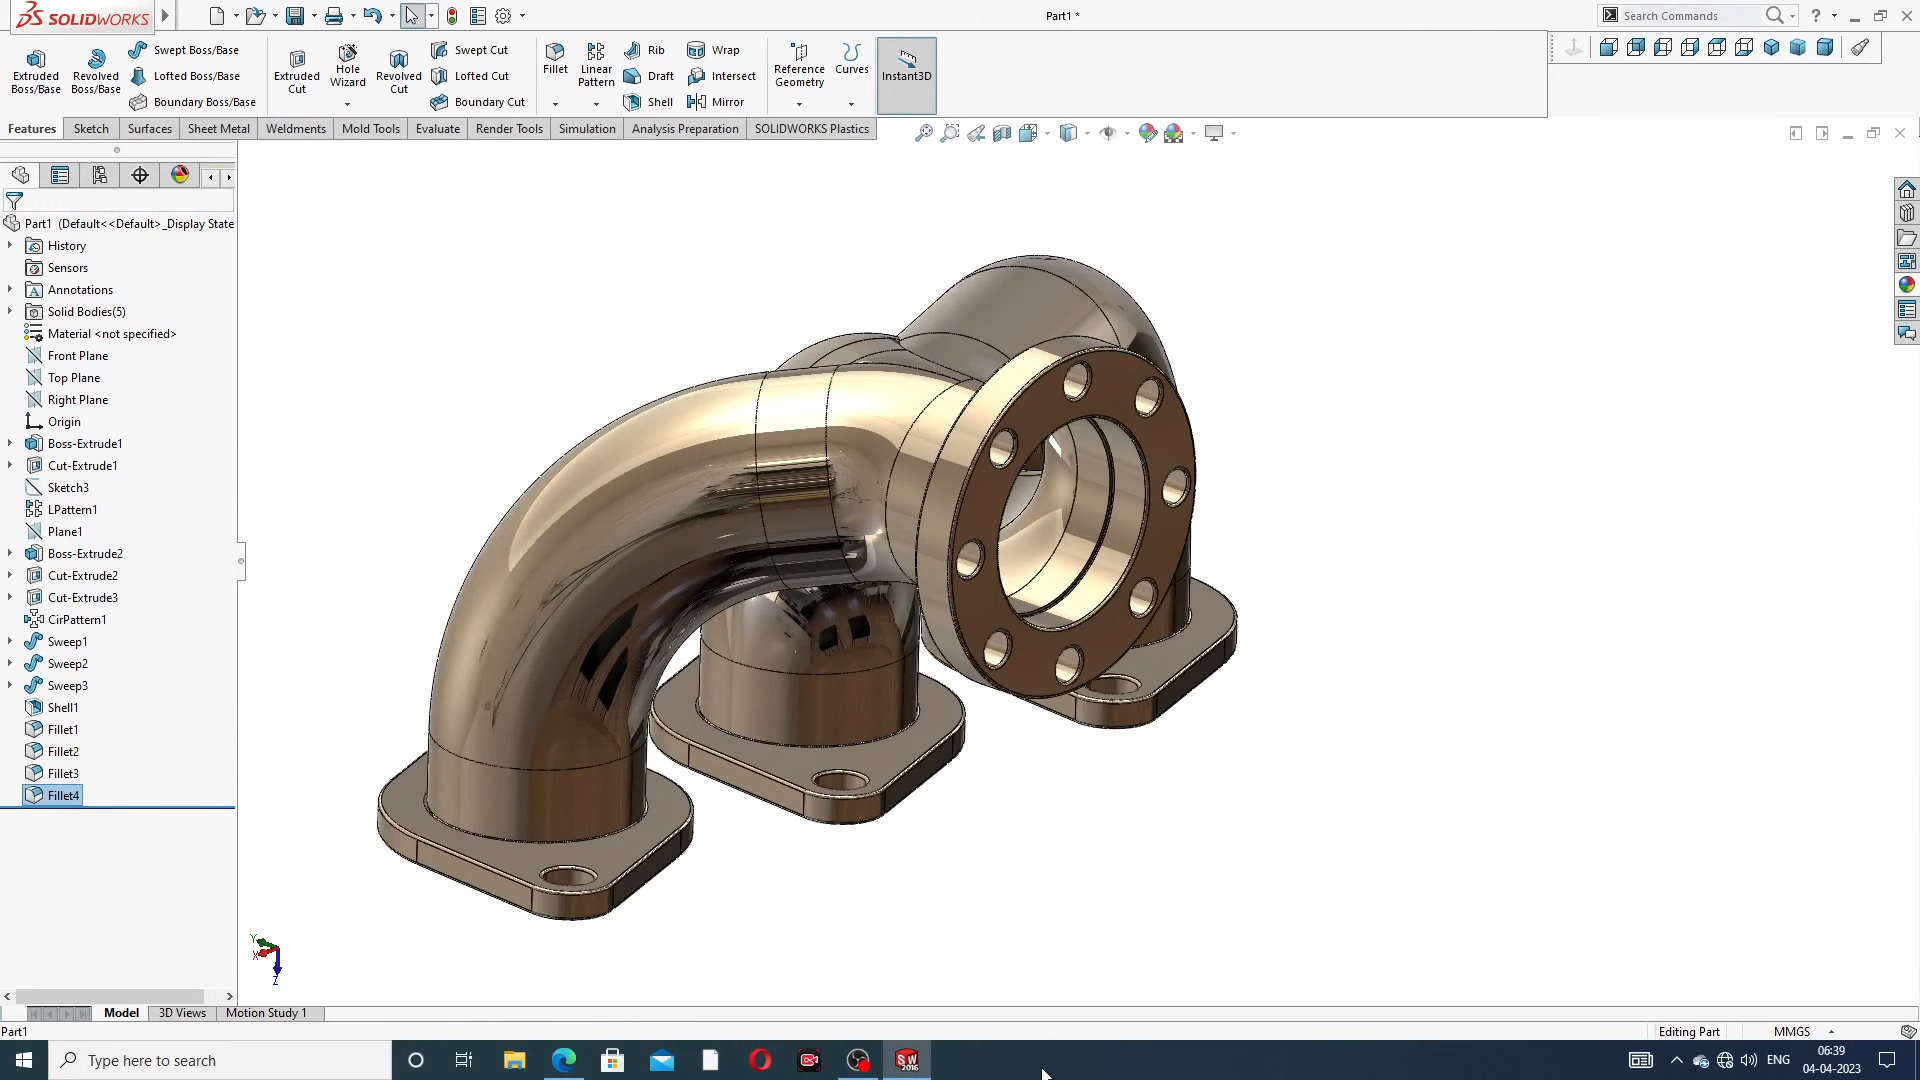 SOLIDWORKS
Part1 *
Search Commands
Extruded Boss/Base
Revolved Boss/Base
Swept Boss/Base
Lofted Boss/Base
Boundary Boss/Base
Extruded Cut
Hole Wizard
Revolved Cut
Swept Cut
Lofted Cut
Boundary Cut
Fillet
Linear Pattern
Rib
Draft
Shell
Wrap
Intersect
Mirror
Reference Geometry
Curves
Instant3D
Features
Sketch
Surfaces
Sheet Metal
Weldments
Mold Tools
Evaluate
Render Tools
Simulation
Analysis Preparation
SOLIDWORKS Plastics
Part1 (Default<<Default>_Display State
History
Sensors
Annotations
Solid Bodies(5)
Material <not specified>
Front Plane
Top Plane
Right Plane
Origin
Boss-Extrude1
Cut-Extrude1
Sketch3
LPattern1
Plane1
Boss-Extrude2
Cut-Extrude2
Cut-Extrude3
CirPattern1
Sweep1
Sweep2
Sweep3
Shell1
Fillet1
Fillet2
Fillet3
Fillet4
Y
X
Z
Model
3D Views
Motion Study 1
Part1
Editing Part
MMGS
Type here to search
SW
2016
ENG
06:39
04-04-2023